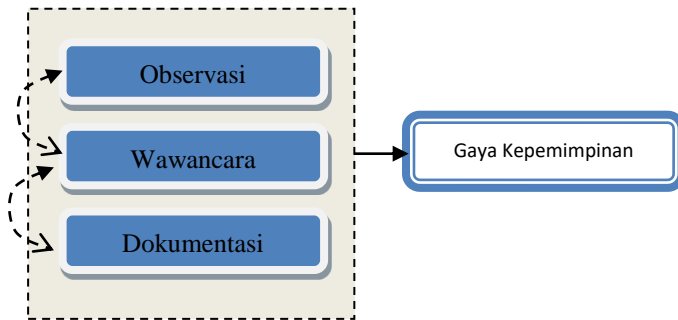 Observasi
Wawancara
Gaya Kepemimpinan
Dokumentasi